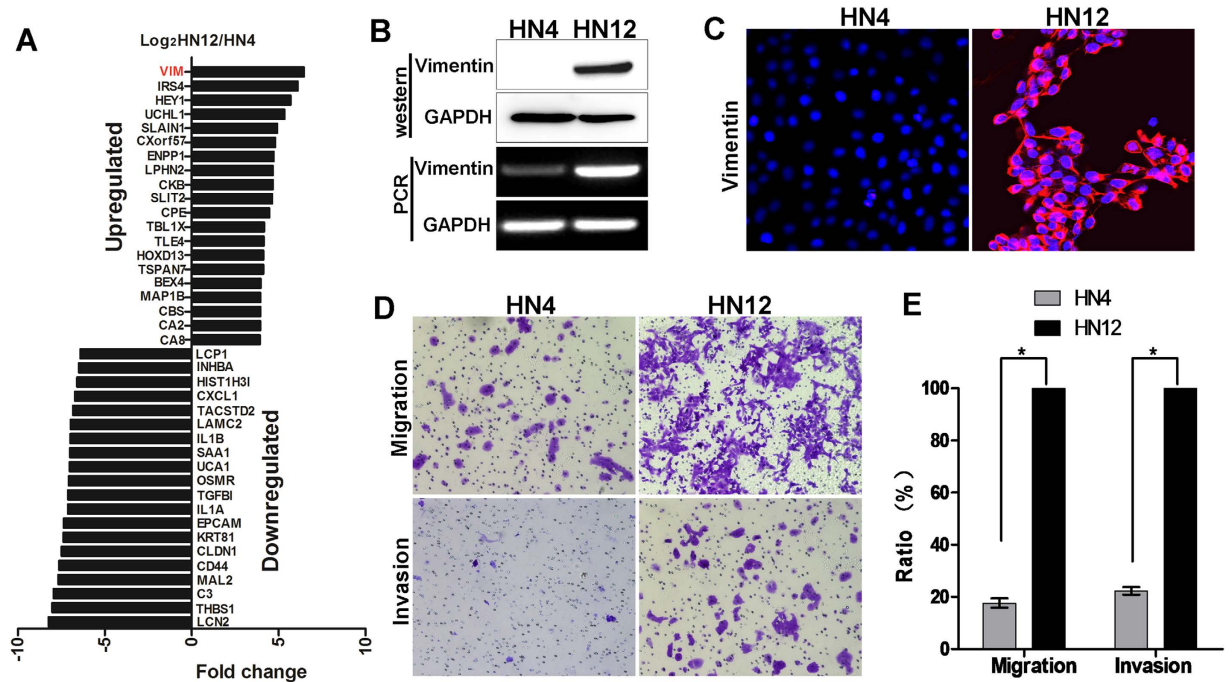 A
Log2HN12/HN4
VIM
IRS4
HEY1
UCHL1
SLAIN1
CXorf57
ENPP1
LPHN2
CKB
SLIT2
CPE
TBL1X
TLE4
HOXD13
TSPAN7
BEX4
MAP1B
CBS
CA2
CA8
Upregulated
LCP1
INHBA
HIST1H3I
CXCL1
TACSTD2
LAMC2
IL1B
SAA1
UCA1
OSMR
TGFBI
IL1A
EPCAM
KRT81
CLDN1
CD44
MAL2
C3
THBS1
LCN2
Downregulated
-10 -5 0 5 10
Fold change
B
HN4 HN12
western
Vimentin
GAPDH
PCR
Vimentin
GAPDH
C
HN4 HN12
Vimentin
D
HN4 HN12
Migration
Invasion
E
HN4
HN12
* *
Ratio (%)
100
80
60
40
20
0
Migration Invasion